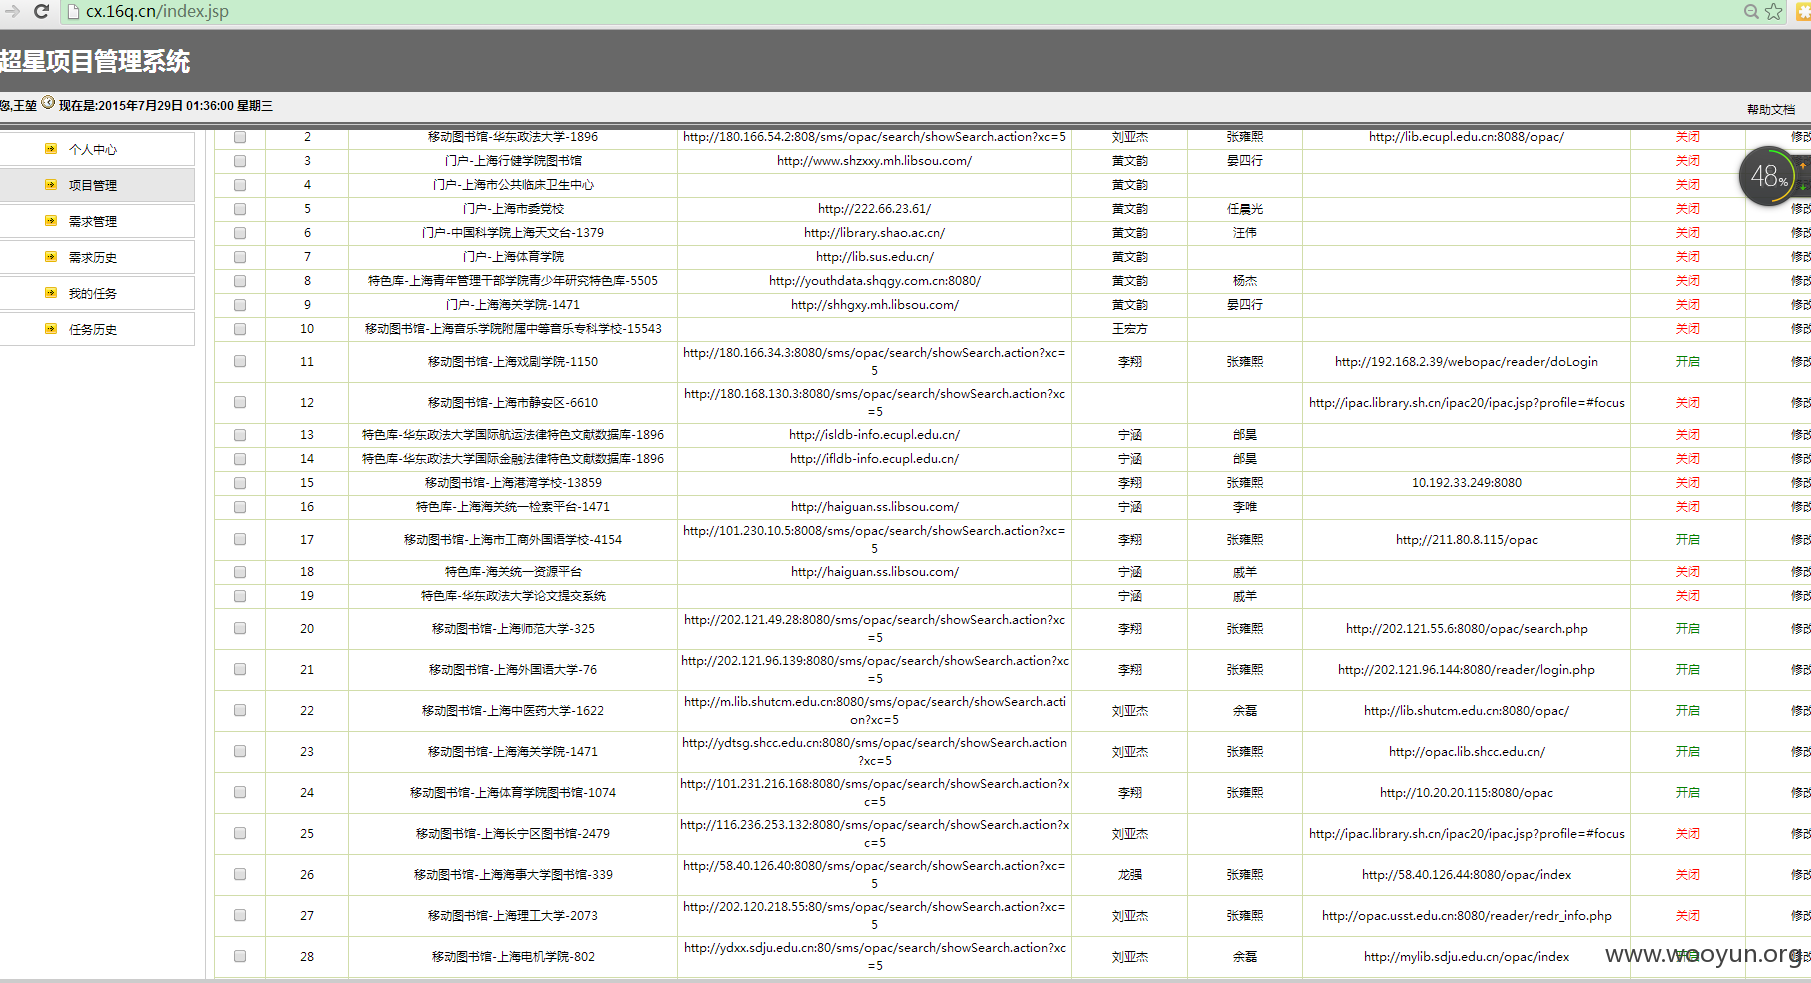 cx.16q.cn/index.jsp
超星项目管理系统
您,王堃 现在是:2015年7月29日 01:36:00 星期三
帮助文档
个人中心
项目管理
需求管理
需求历史
我的任务
任务历史
48%
2 移动图书馆-华东政法大学-1896 http://180.166.54.2:808/sms/opac/search/showSearch.action?xc=5 刘亚杰 张雍熙 http://lib.ecupl.edu.cn:8088/opac/ 关闭 修改
3 门户-上海行健学院图书馆 http://www.shzxxy.mh.libsou.com/ 黄文韵 晏四行 关闭
4 门户-上海市公共临床卫生中心 黄文韵 关闭
5 门户-上海市委党校 http://222.66.23.61/ 黄文韵 任晨光 关闭 修改
6 门户-中国科学院上海天文台-1379 http://library.shao.ac.cn/ 黄文韵 汪伟 关闭 修改
7 门户-上海体育学院 http://lib.sus.edu.cn/ 黄文韵 关闭 修改
8 特色库-上海青年管理干部学院青少年研究特色库-5505 http://youthdata.shqgy.com.cn:8080/ 黄文韵 杨杰 关闭 修改
9 门户-上海海关学院-1471 http://shhgxy.mh.libsou.com/ 黄文韵 晏四行 关闭 修改
10 移动图书馆-上海音乐学院附属中等音乐专科学校-15543 王宏方 关闭 修改
11 移动图书馆-上海戏剧学院-1150 http://180.166.34.3:8080/sms/opac/search/showSearch.action?xc=
5 李翔 张雍熙 http://192.168.2.39/webopac/reader/doLogin 开启 修改
12 移动图书馆-上海市静安区-6610 http://180.168.130.3:8080/sms/opac/search/showSearch.action?xc
=5 http://ipac.library.sh.cn/ipac20/ipac.jsp?profile=#focus 关闭 修改
13 特色库-华东政法大学国际航运法律特色文献数据库-1896 http://isldb-info.ecupl.edu.cn/ 宁涵 邰昊 关闭 修改
14 特色库-华东政法大学国际金融法律特色文献数据库-1896 http://ifldb-info.ecupl.edu.cn/ 宁涵 邰昊 关闭 修改
15 移动图书馆-上海港湾学校-13859 李翔 张雍熙 10.192.33.249:8080 关闭 修改
16 特色库-上海海关统一检索平台-1471 http://haiguan.ss.libsou.com/ 宁涵 李唯 关闭 修改
17 移动图书馆-上海市工商外国语学校-4154 http://101.230.10.5:8008/sms/opac/search/showSearch.action?xc=
5 李翔 张雍熙 http;//211.80.8.115/opac 开启 修改
18 特色库-海关统一资源平台 http://haiguan.ss.libsou.com/ 宁涵 戚羊 关闭 修改
19 特色库-华东政法大学论文提交系统 宁涵 戚羊 关闭 修改
20 移动图书馆-上海师范大学-325 http://202.121.49.28:8080/sms/opac/search/showSearch.action?xc
=5 李翔 张雍熙 http://202.121.55.6:8080/opac/search.php 开启 修改
21 移动图书馆-上海外国语大学-76 http://202.121.96.139:8080/sms/opac/search/showSearch.action?xc
=5 李翔 张雍熙 http://202.121.96.144:8080/reader/login.php 开启 修改
22 移动图书馆-上海中医药大学-1622 http://m.lib.shutcm.edu.cn:8080/sms/opac/search/showSearch.acti
on?xc=5 刘亚杰 余磊 http://lib.shutcm.edu.cn:8080/opac/ 开启 修改
23 移动图书馆-上海海关学院-1471 http://ydtsg.shcc.edu.cn:8080/sms/opac/search/showSearch.action
?xc=5 刘亚杰 张雍熙 http://opac.lib.shcc.edu.cn/ 开启 修改
24 移动图书馆-上海体育学院图书馆-1074 http://101.231.216.168:8080/sms/opac/search/showSearch.action?x
c=5 李翔 张雍熙 http://10.20.20.115:8080/opac 开启 修改
25 移动图书馆-上海长宁区图书馆-2479 http://116.236.253.132:8080/sms/opac/search/showSearch.action?x
c=5 刘亚杰 http://ipac.library.sh.cn/ipac20/ipac.jsp?profile=#focus 关闭 修改
26 移动图书馆-上海海事大学图书馆-339 http://58.40.126.40:8080/sms/opac/search/showSearch.action?xc=
5 龙强 张雍熙 http://58.40.126.44:8080/opac/index 关闭 修改
27 移动图书馆-上海理工大学-2073 http://202.120.218.55:80/sms/opac/search/showSearch.action?xc=
5 刘亚杰 张雍熙 http://opac.usst.edu.cn:8080/reader/redr_info.php 关闭 修改
28 移动图书馆-上海电机学院-802 http://ydxx.sdju.edu.cn:80/sms/opac/search/showSearch.action?xc
=5 刘亚杰 余磊 http://mylib.sdju.edu.cn/opac/index
www.wooyun.org